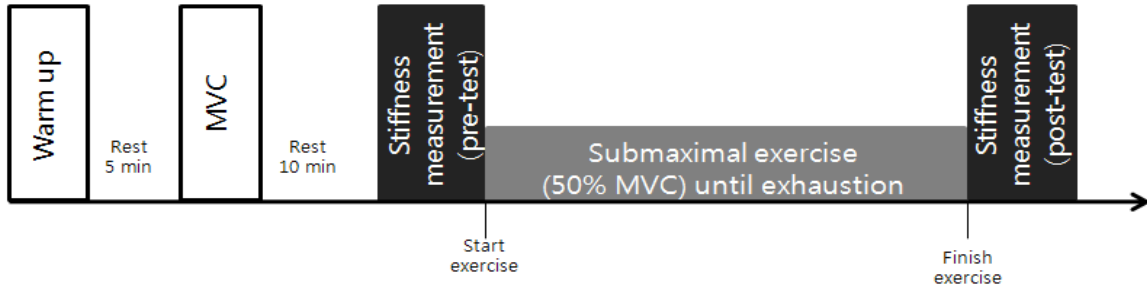 Warm up
Rest
5 min
MVC
Rest
10 min
Stiffness
measurement
(pre-test)
Submaximal exercise
(50% MVC) until exhaustion
Stiffness
measurement
(post-test)
Start
exercise
Finish
exercise